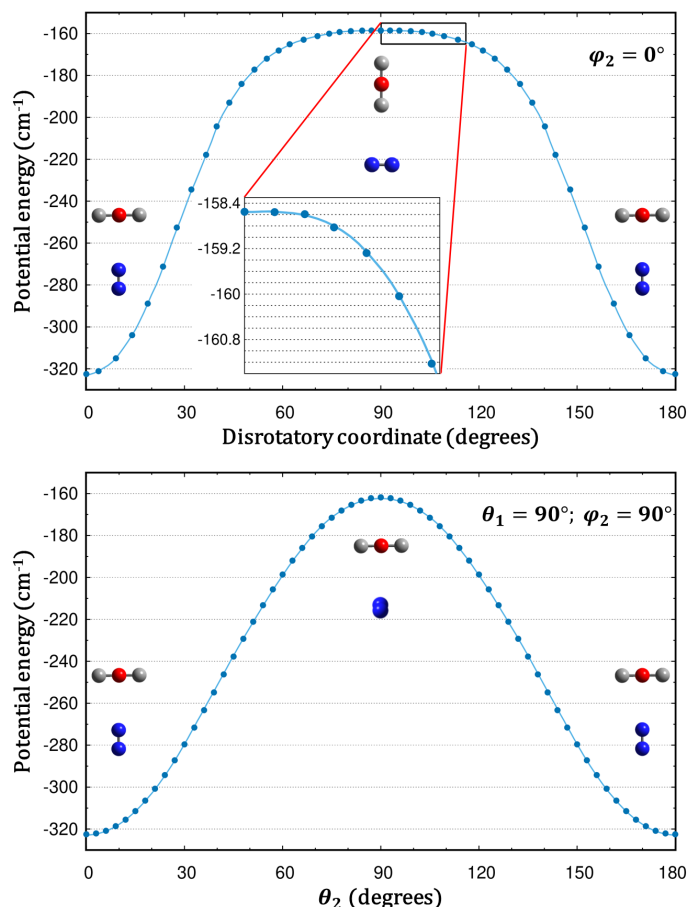 -160
-180
-200
-220
-240
-260
-280
-300
-320
Potential energy (cm⁻¹)
φ₂ = 0°
-158.4
-159.2
-160
-160.8
0 30 60 90 120 150 180
Disrotatory coordinate (degrees)
-160
-180
-200
-220
-240
-260
-280
-300
-320
Potential energy (cm⁻¹)
θ₁ = 90°; φ₂ = 90°
0 30 60 90 120 150 180
θ₂ (degrees)